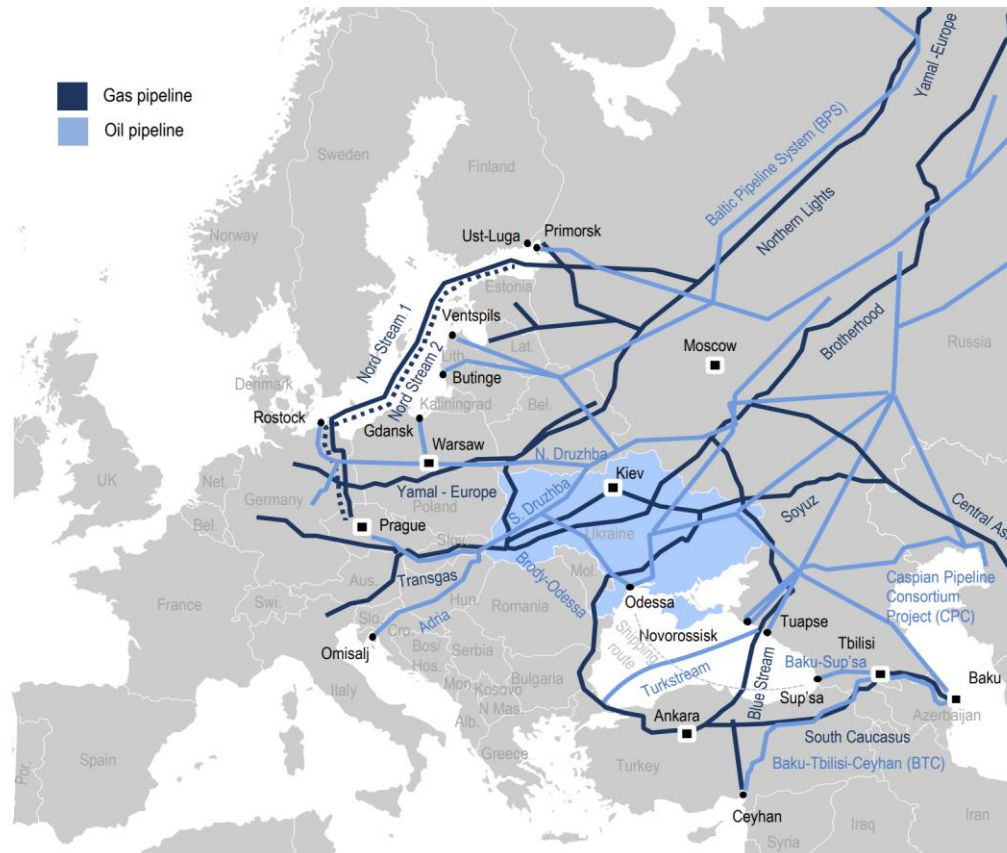 Gas pipeline
Oil pipeline
Sweden
Finland
Norway
Yamal -Europe
Baltic Pipeline System (BPS)
Northern Lights
Ust-Luga
Primorsk
Estonia
Nord Stream 1
Nord Stream 2
Ventspils
Lat.
Lith.
Butinge
Moscow
Brotherhood
Russia
Denmark
Kaliningrad
Bel.
Rostock
Gdansk
Warsaw
N. Druzhba
UK
Net.
Germany
Yamal - Europe
Poland
Kiev
S. Druzhba
Ukraine
Soyuz
Central As
Bel.
Prague
Slov.
Brody-Odessa
Mol.
Transgas
Aus.
France
Swi.
Hun.
Romania
Odessa
Caspian Pipeline
Consortium
Project (CPC)
Adria
Slo.
Cro.
Omisalj
Bos/
Hos.
Serbia
Shipping
route
Novorossisk
Tuapse
Tbilisi
Italy
Mon.
Kosovo
Bulgaria
Turkstream
Blue Stream
Baku-Sup'sa
Sup'sa
Baku
Azerbaijan
N Mas
Alb.
Ankara
South Caucasus
Por.
Spain
Greece
Turkey
Baku-Tbilisi-Ceyhan (BTC)
Ceyhan
Syria
Iraq
Iran